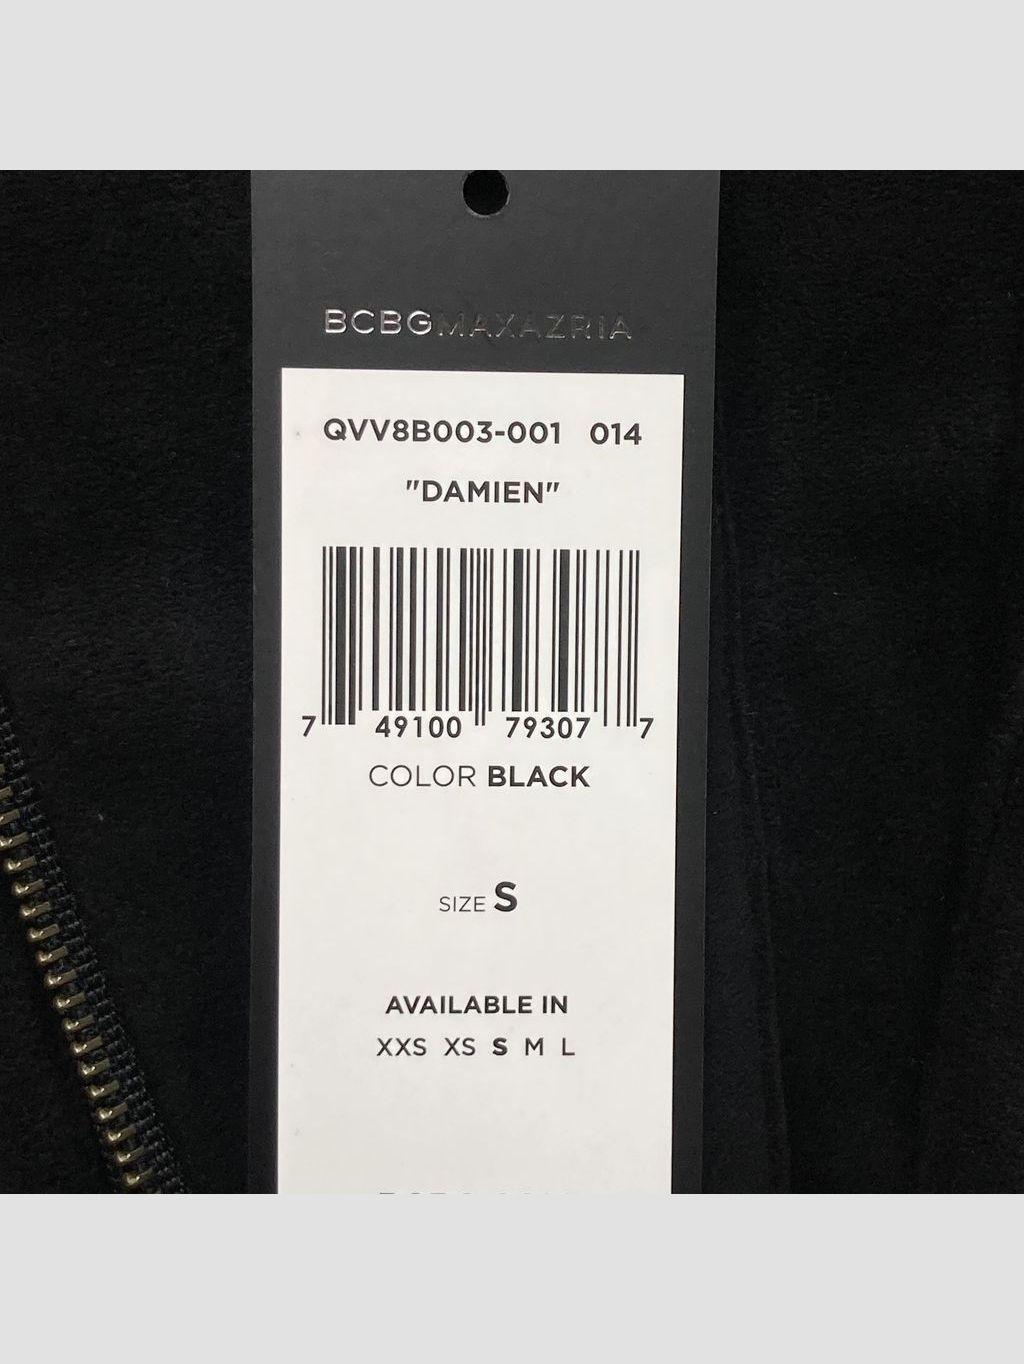 BCBGMAXAZRIA
QVV8B003-001 014
"DAMIEN"
7 49100 79307 7
COLOR BLACK
SIZE S
AVAILABLE IN
XXS XS S M L